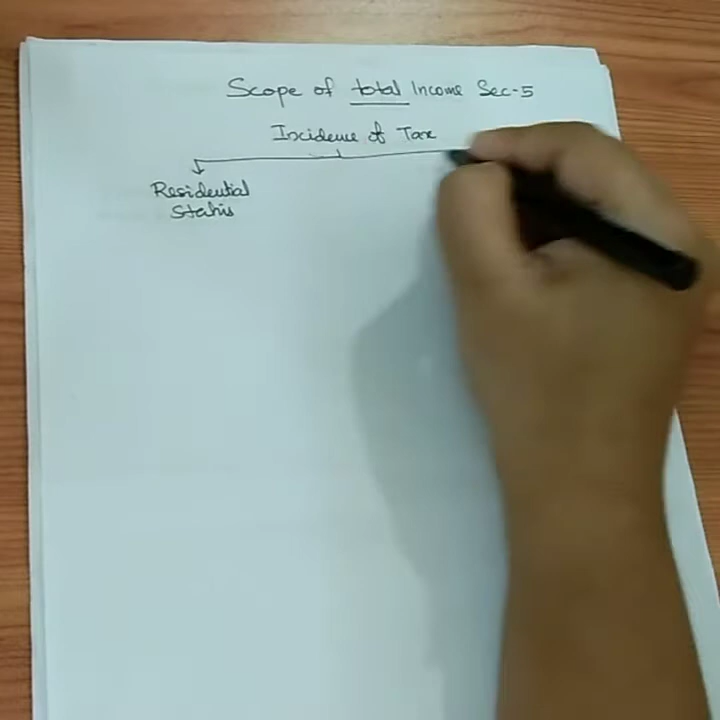 Scope of total Income Sec-5
Incidence of Tax
Residential
Status